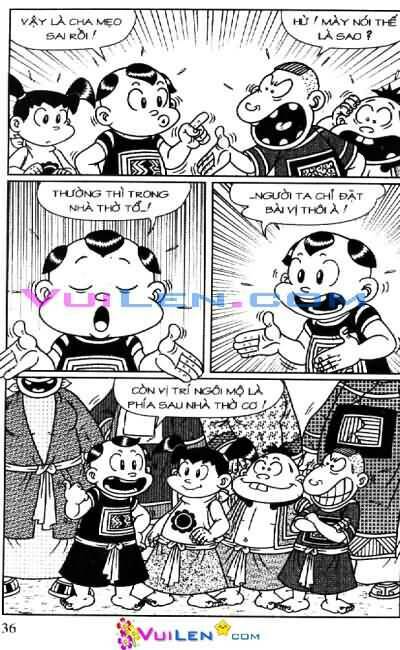 VẬY LÀ CHA MẸO
SAI RỒI!
HỪ! MÀY NÓI THẾ
LÀ SAO?
THƯỜNG THÌ TRONG
NHÀ THỜ TỔ...!
...NGƯỜI TA CHỈ ĐẶT
BÀI VỊ THÔI À!
VUILEN.COM
CÒN VỊ TRÍ NGÔI MỘ LÀ
PHÍA SAU NHÀ THỜ CƠ!
36
VUILEN.COM